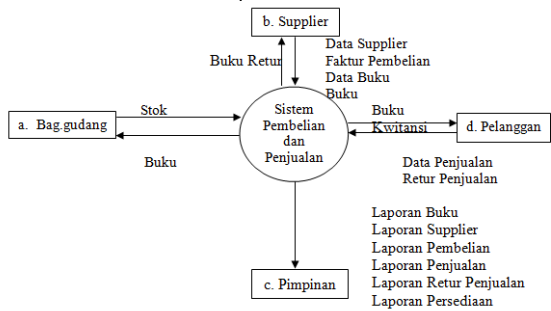 b. Supplier
Buku Retur
Data Supplier
Faktur Pembelian
Data Buku
Buku
a. Bag.gudang
Stok
Buku
Sistem
Pembelian
dan
Penjualan
Buku
Kwitansi
d. Pelanggan
Data Penjualan
Retur Penjualan
c. Pimpinan
Laporan Buku
Laporan Supplier
Laporan Pembelian
Laporan Penjualan
Laporan Retur Penjualan
Laporan Persediaan